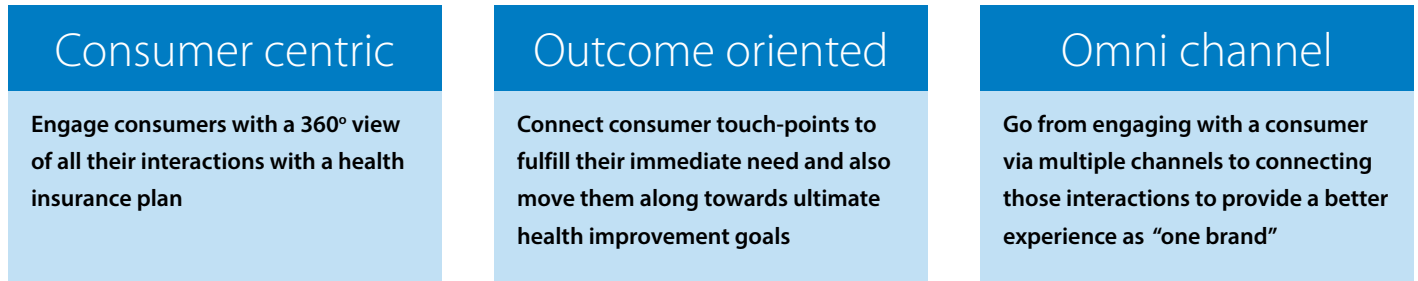 Consumer centric
Engage consumers with a 360º view
of all their interactions with a health
insurance plan
Outcome oriented
Connect consumer touch-points to
fulfill their immediate need and also
move them along towards ultimate
health improvement goals
Omni channel
Go from engaging with a consumer
via multiple channels to connecting
those interactions to provide a better
experience as “one brand”